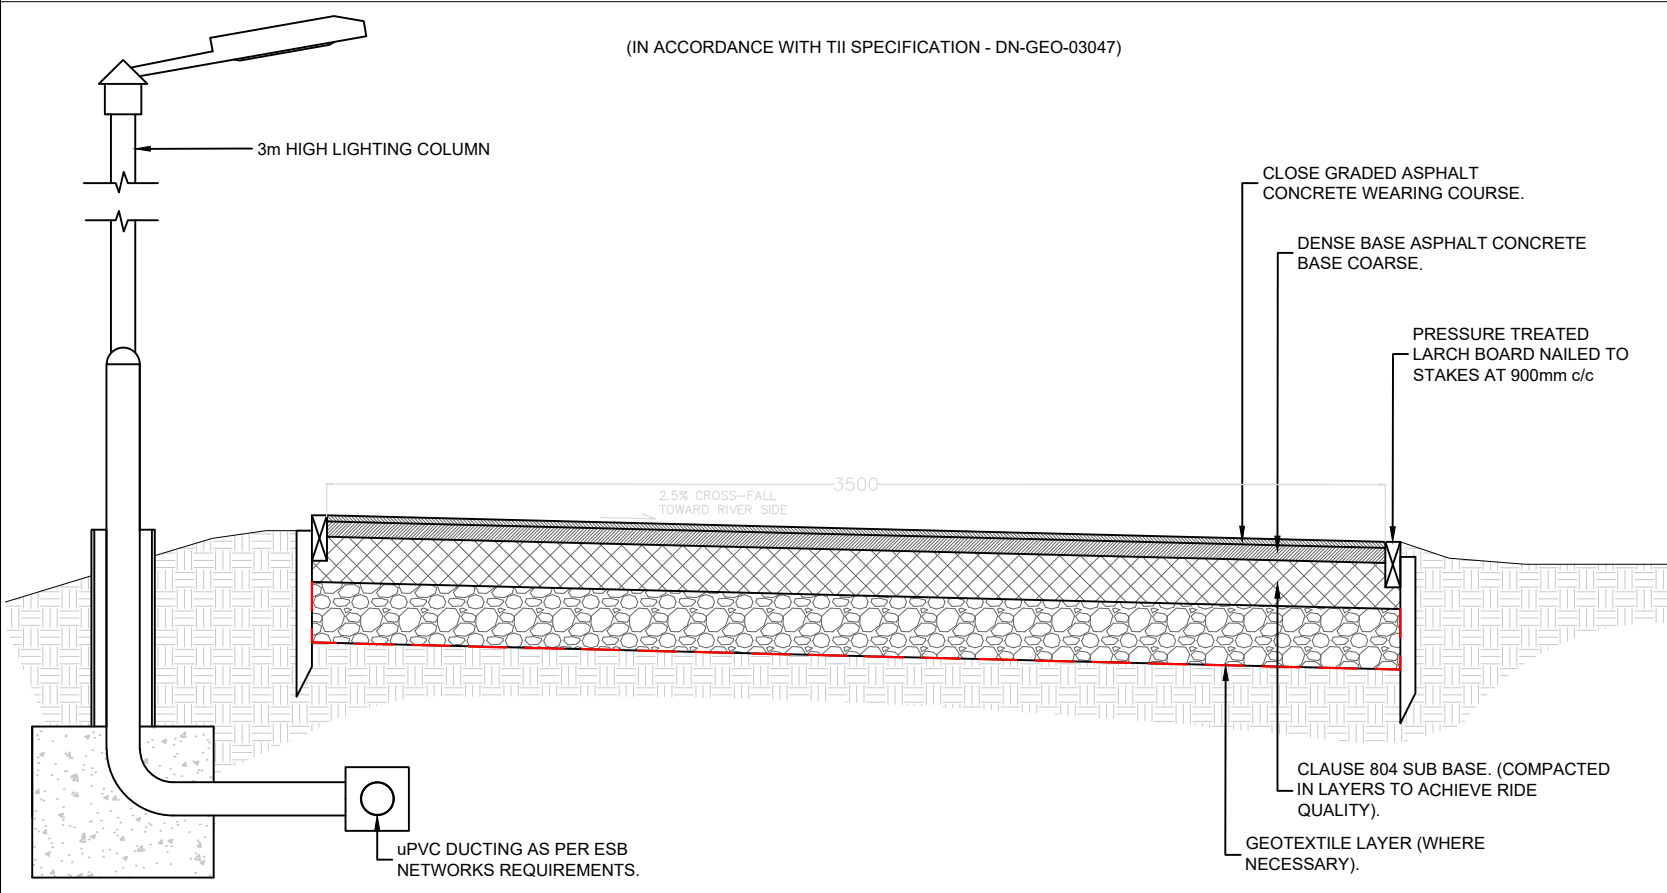 (IN ACCORDANCE WITH TII SPECIFICATION - DN-GEO-03047)
3m HIGH LIGHTING COLUMN
CLOSE GRADED ASPHALT
CONCRETE WEARING COURSE.
DENSE BASE ASPHALT CONCRETE
BASE COARSE.
PRESSURE TREATED
LARCH BOARD NAILED TO
STAKES AT 900mm c/c
3500
2.5% CROSS-FALL
TOWARD RIVER SIDE
CLAUSE 804 SUB BASE. (COMPACTED
IN LAYERS TO ACHIEVE RIDE
QUALITY).
GEOTEXTILE LAYER (WHERE
NECESSARY).
uPVC DUCTING AS PER ESB
NETWORKS REQUIREMENTS.